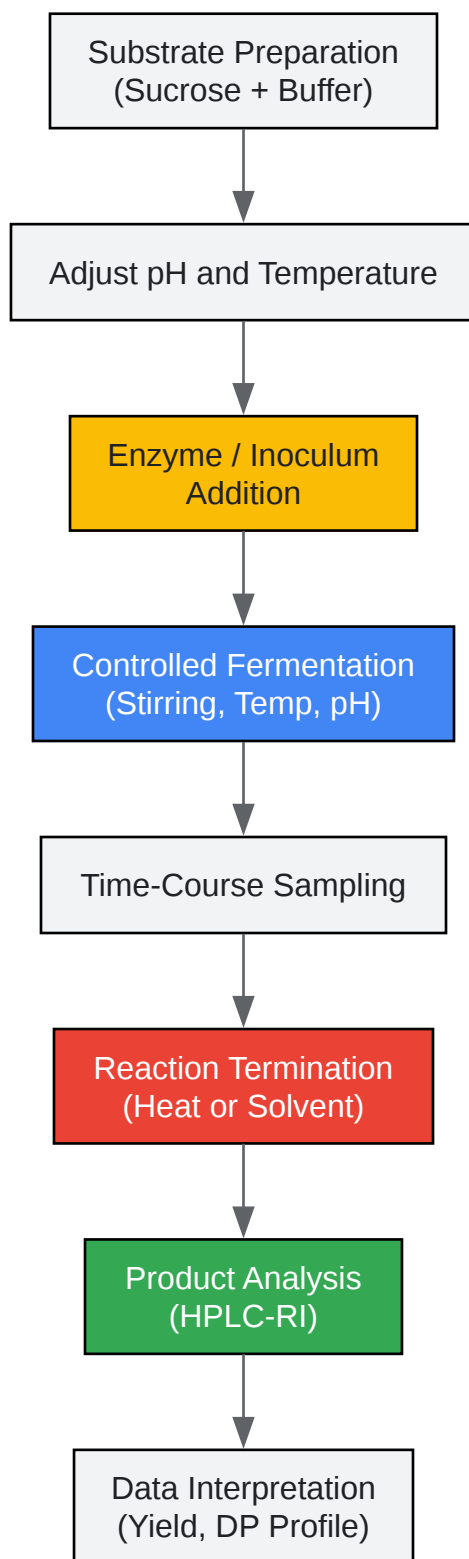 Substrate Preparation
(Sucrose + Buffer)
Adjust pH and Temperature
Enzyme / Inoculum
Addition
Controlled Fermentation
(Stirring, Temp, pH)
Time-Course Sampling
Reaction Termination
(Heat or Solvent)
Product Analysis
(HPLC-RI)
Data Interpretation
(Yield, DP Profile)